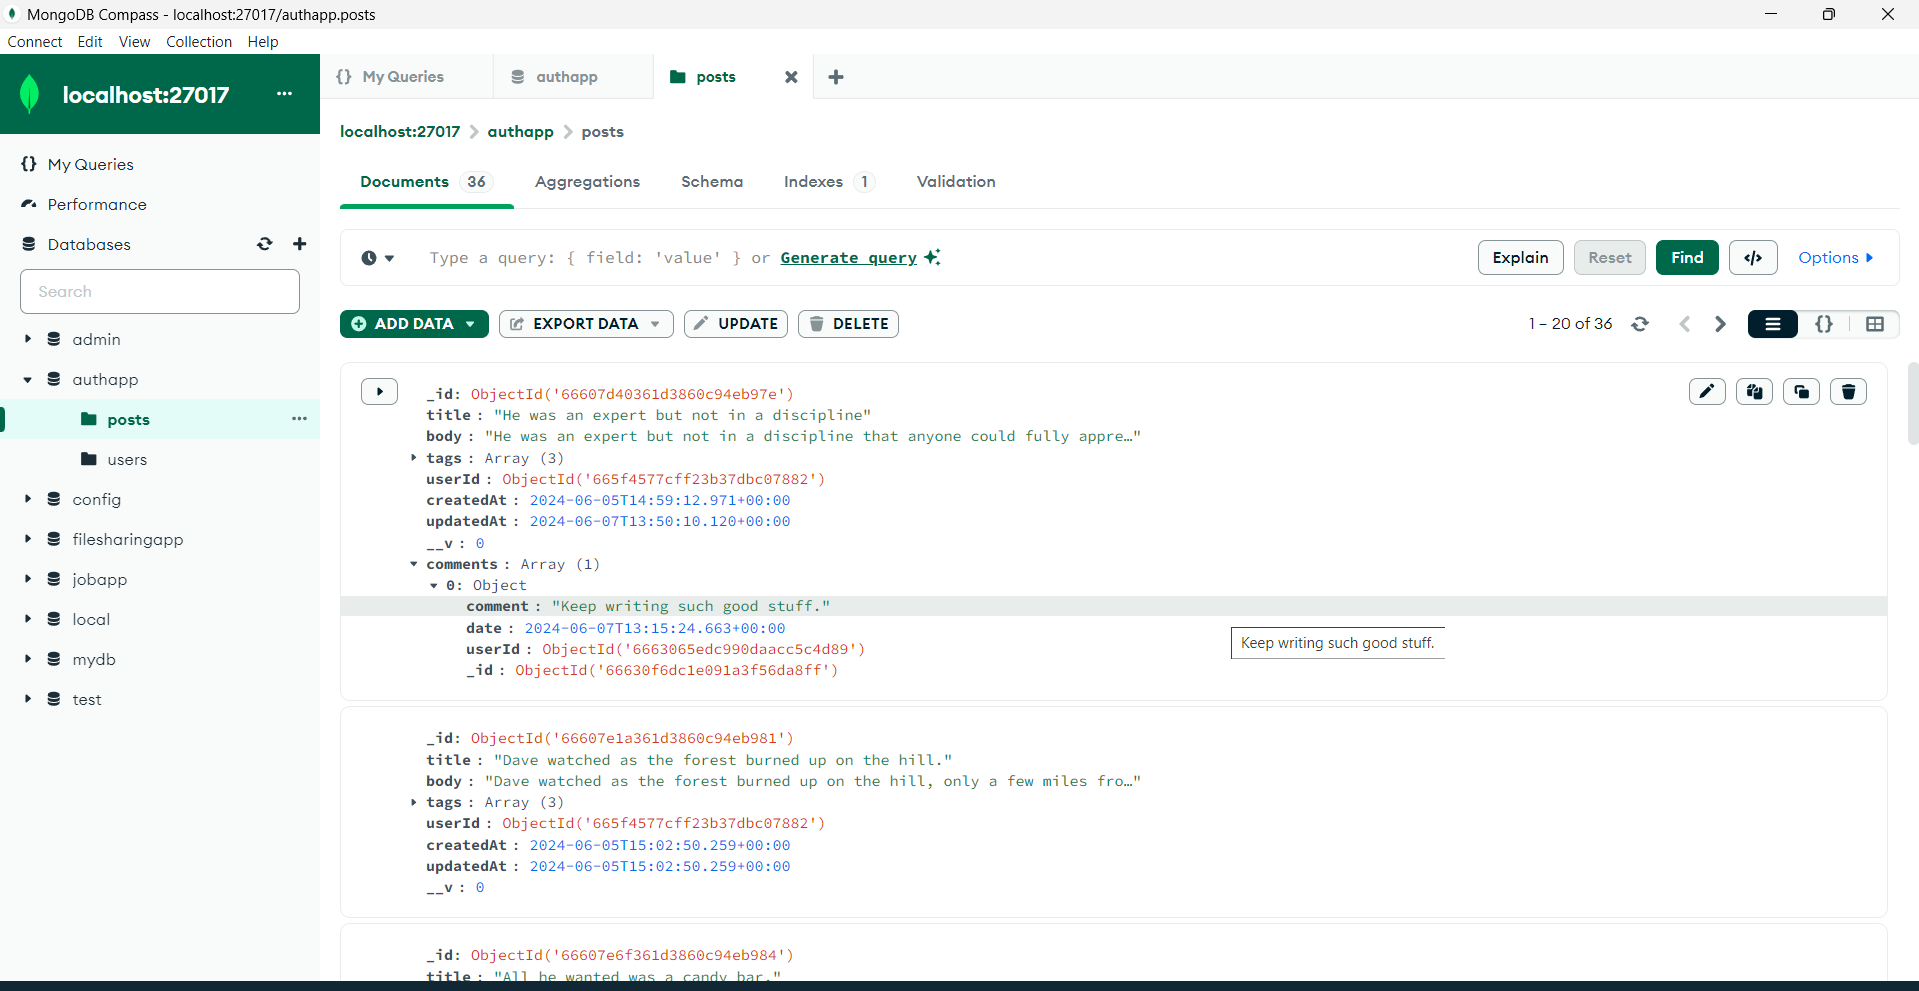 MongoDB Compass - localhost:27017/authapp.posts
Connect Edit View Collection Help
localhost:27017 ...
{} My Queries
authapp
posts
localhost:27017 > authapp > posts
My Queries
Performance
Databases
Search
admin
authapp
posts ...
users
config
filesharingapp
jobapp
local
mydb
test
Documents 36 Aggregations Schema Indexes 1 Validation
Type a query: { field: 'value' } or Generate query
Explain Reset Find </> Options
ADD DATA EXPORT DATA UPDATE DELETE
1 – 20 of 36 {}
_id: ObjectId('66607d40361d3860c94eb97e')
title : "He was an expert but not in a discipline"
body : "He was an expert but not in a discipline that anyone could fully appre…"
tags : Array (3)
userId : ObjectId('665f4577cff23b37dbc07882')
createdAt : 2024-06-05T14:59:12.971+00:00
updatedAt : 2024-06-07T13:50:10.120+00:00
__v : 0
comments : Array (1)
0: Object
comment : "Keep writing such good stuff."
date : 2024-06-07T13:15:24.663+00:00
userId : ObjectId('6663065edc990daacc5c4d89')
_id : ObjectId('66630f6dc1e091a3f56da8ff')
Keep writing such good stuff.
_id: ObjectId('66607e1a361d3860c94eb981')
title : "Dave watched as the forest burned up on the hill."
body : "Dave watched as the forest burned up on the hill, only a few miles fro…"
tags : Array (3)
userId : ObjectId('665f4577cff23b37dbc07882')
createdAt : 2024-06-05T15:02:50.259+00:00
updatedAt : 2024-06-05T15:02:50.259+00:00
__v : 0
_id: ObjectId('66607e6f361d3860c94eb984')
title : "All he wanted was a candy bar."